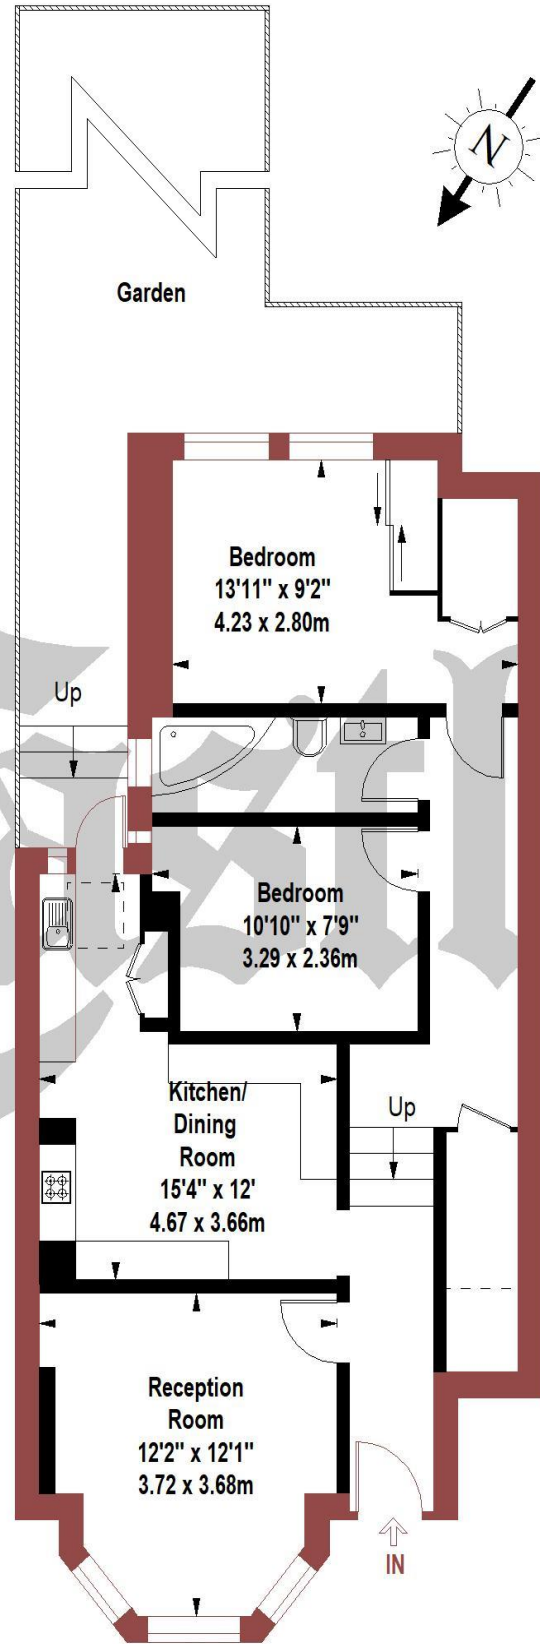 N
Garden
Bedroom
13'11" x 9'2"
4.23 x 2.80m
Up
Bedroom
10'10" x 7'9"
3.29 x 2.36m
Kitchen/
Dining
Room
15'4" x 12'
4.67 x 3.66m
Up
Reception
Room
12'2" x 12'1"
3.72 x 3.68m
IN